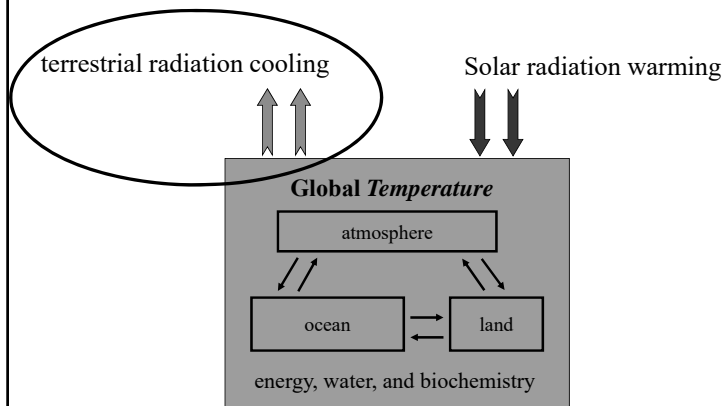 terrestrial radiation cooling
Solar radiation warming
Global Temperature
atmosphere
ocean
land
energy, water, and biochemistry